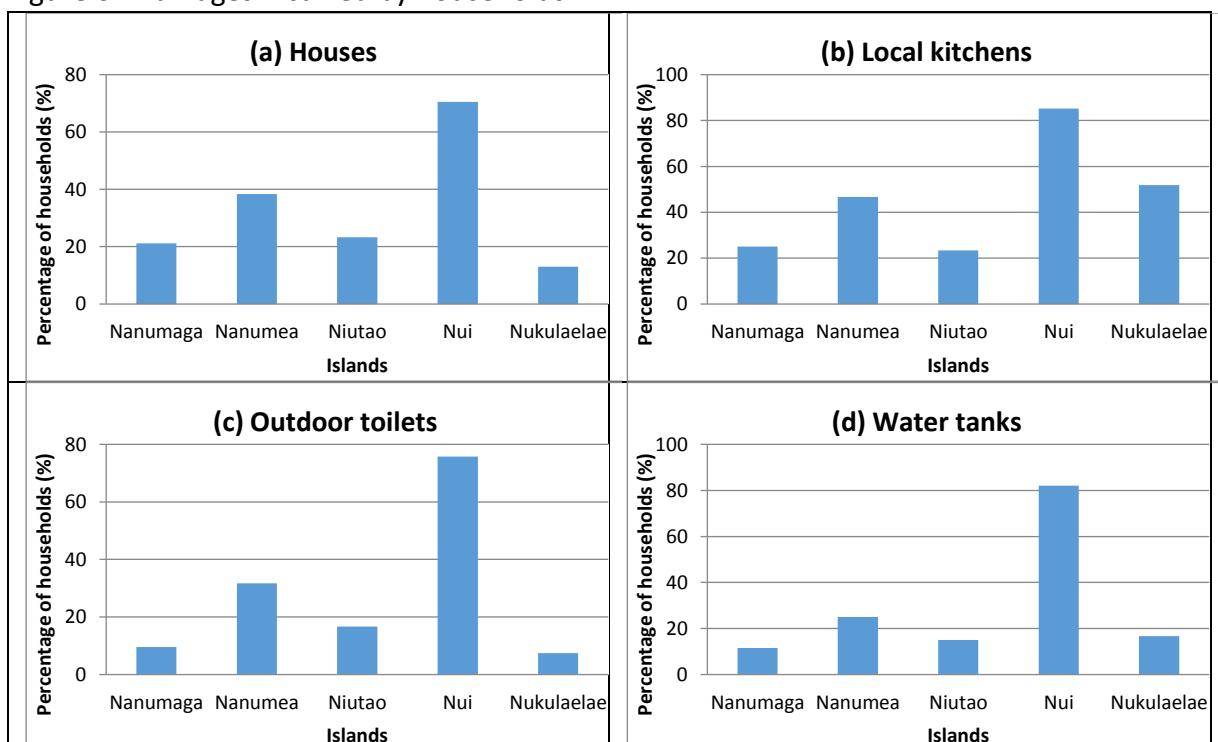 (a) Houses
Percentage of households (%)
80
60
40
20
0
Nanumaga Nanumea Niutao Nui Nukulaelae
Islands
(b) Local kitchens
Percentage of households (%)
100
80
60
40
20
0
Nanumaga Nanumea Niutao Nui Nukulaelae
Islands
(c) Outdoor toilets
Percentage of households (%)
80
60
40
20
0
Nanumaga Nanumea Niutao Nui Nukulaelae
Islands
(d) Water tanks
Percentage of households (%)
100
80
60
40
20
0
Nanumaga Nanumea Niutao Nui Nukulaelae
Islands